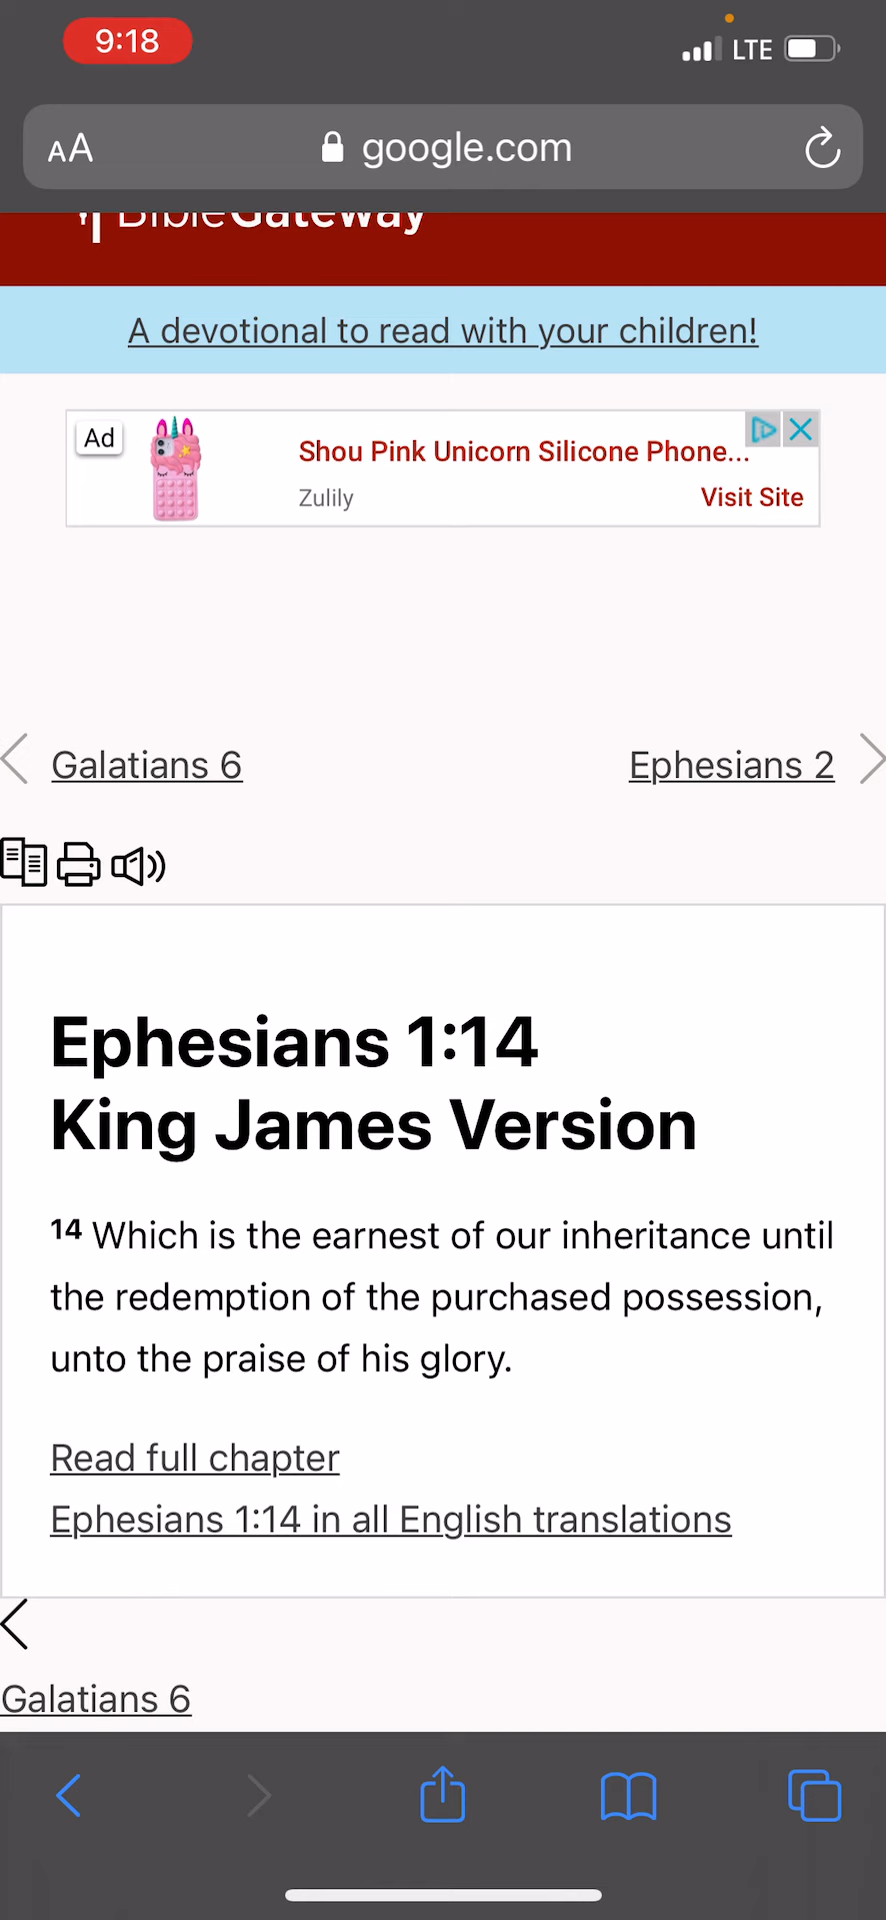 9:18
LTE
AA
google.com
BibleGateway
A devotional to read with your children!
Ad
Shou Pink Unicorn Silicone Phone...
Zulily
Visit Site
Galatians 6
Ephesians 2
Ephesians 1:14
King James Version
14 Which is the earnest of our inheritance until
the redemption of the purchased possession,
unto the praise of his glory.
Read full chapter
Ephesians 1:14 in all English translations
Galatians 6